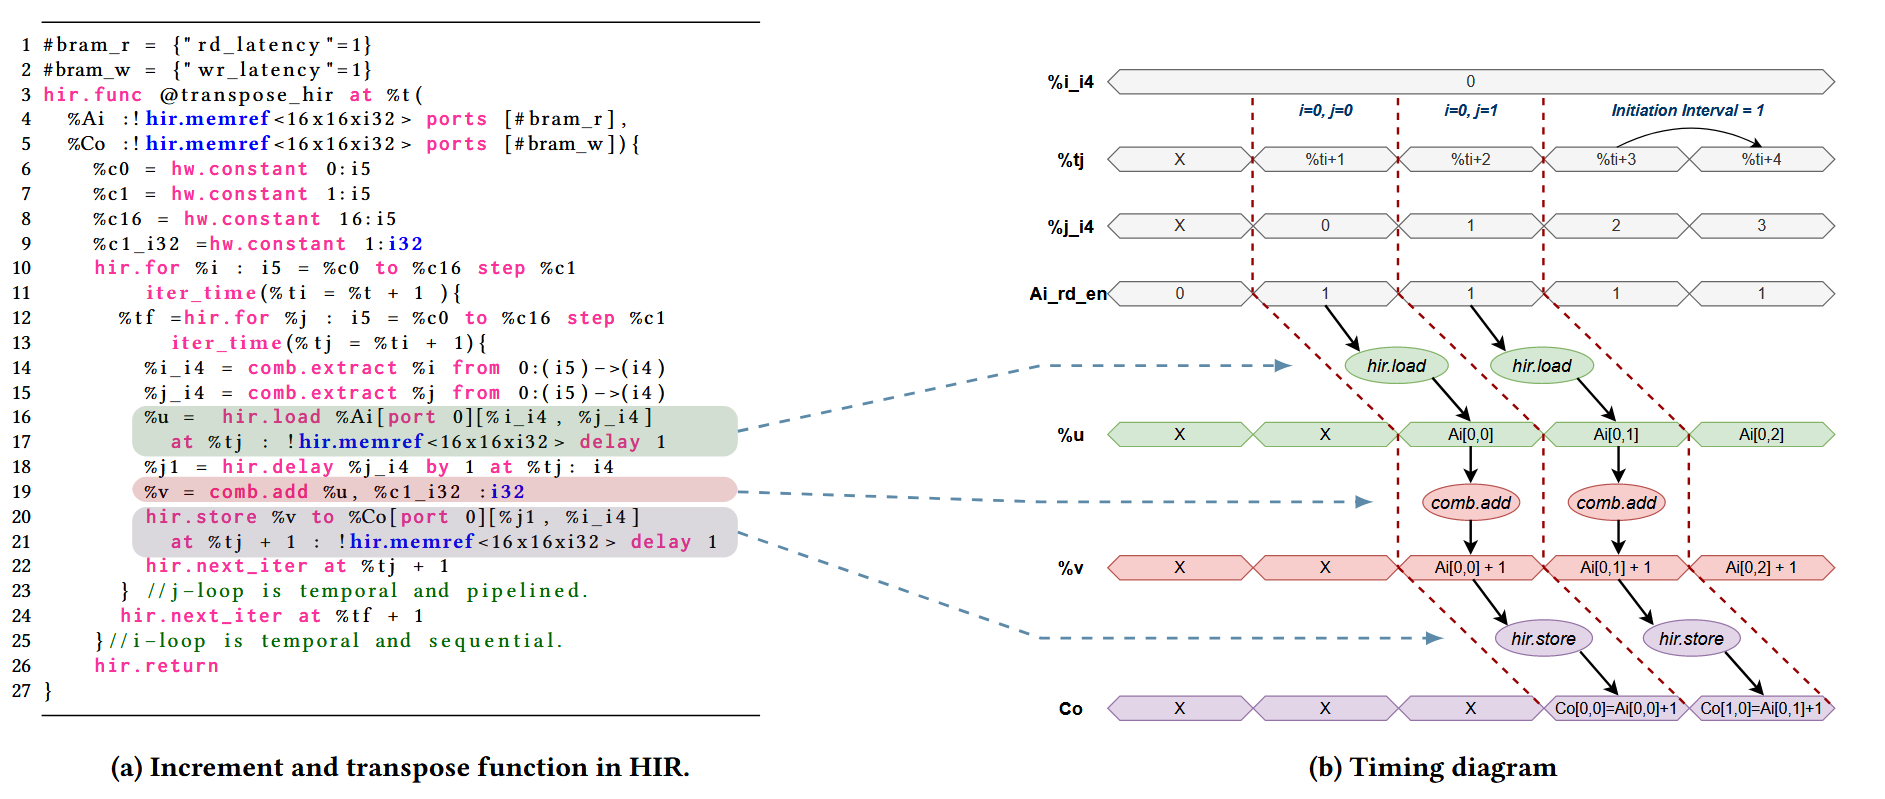 1 #bram_r = {"rd_latency"=1}
2 #bram_w = {"wr_latency"=1}
3 hir.func @transpose_hir at %t(
4 %Ai :!hir.memref<16x16xi32> ports [#bram_r],
5 %Co :!hir.memref<16x16xi32> ports [#bram_w]){
6 %c0 = hw.constant 0:i5
7 %c1 = hw.constant 1:i5
8 %c16 = hw.constant 16:i5
9 %c1_i32 =hw.constant 1:i32
10 hir.for %i : i5 = %c0 to %c16 step %c1
11 iter_time(%ti = %t + 1 ){
12 %tf =hir.for %j : i5 = %c0 to %c16 step %c1
13 iter_time(%tj = %ti + 1){
14 %i_i4 = comb.extract %i from 0:(i5)->(i4)
15 %j_i4 = comb.extract %j from 0:(i5)->(i4)
16 %u = hir.load %Ai[port 0][%i_i4, %j_i4]
17 at %tj : !hir.memref<16x16xi32> delay 1
18 %j1 = hir.delay %j_i4 by 1 at %tj: i4
19 %v = comb.add %u, %c1_i32 :i32
20 hir.store %v to %Co[port 0][%j1, %i_i4]
21 at %tj + 1 : !hir.memref<16x16xi32> delay 1
22 hir.next_iter at %tj + 1
23 } //j-loop is temporal and pipelined.
24 hir.next_iter at %tf + 1
25 }//i-loop is temporal and sequential.
26 hir.return
27 }
(a) Increment and transpose function in HIR.
%i_i4 0
i=0, j=0 i=0, j=1 Initiation Interval = 1
%tj X %ti+1 %ti+2 %ti+3 %ti+4
%j_i4 X 0 1 2 3
Ai_rd_en 0 1 1 1 1
hir.load hir.load
%u X X Ai[0,0] Ai[0,1] Ai[0,2]
comb.add comb.add
%v X X Ai[0,0] + 1 Ai[0,1] + 1 Ai[0,2] + 1
hir.store hir.store
Co X X X Co[0,0]=Ai[0,0]+1 Co[1,0]=Ai[0,1]+1
(b) Timing diagram